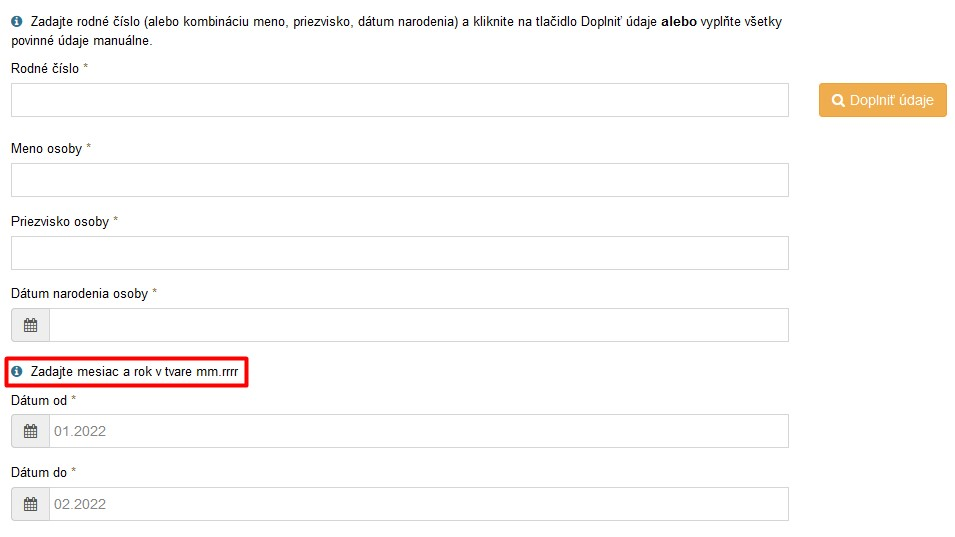 Zadajte rodné číslo (alebo kombináciu meno, priezvisko, dátum narodenia) a kliknite na tlačidlo Doplniť údaje alebo vyplňte všetky
povinné údaje manuálne.
Rodné číslo *
Doplniť údaje
Meno osoby *
Priezvisko osoby *
Dátum narodenia osoby *
Zadajte mesiac a rok v tvare mm.rrrr
Dátum od *
01.2022
Dátum do *
02.2022